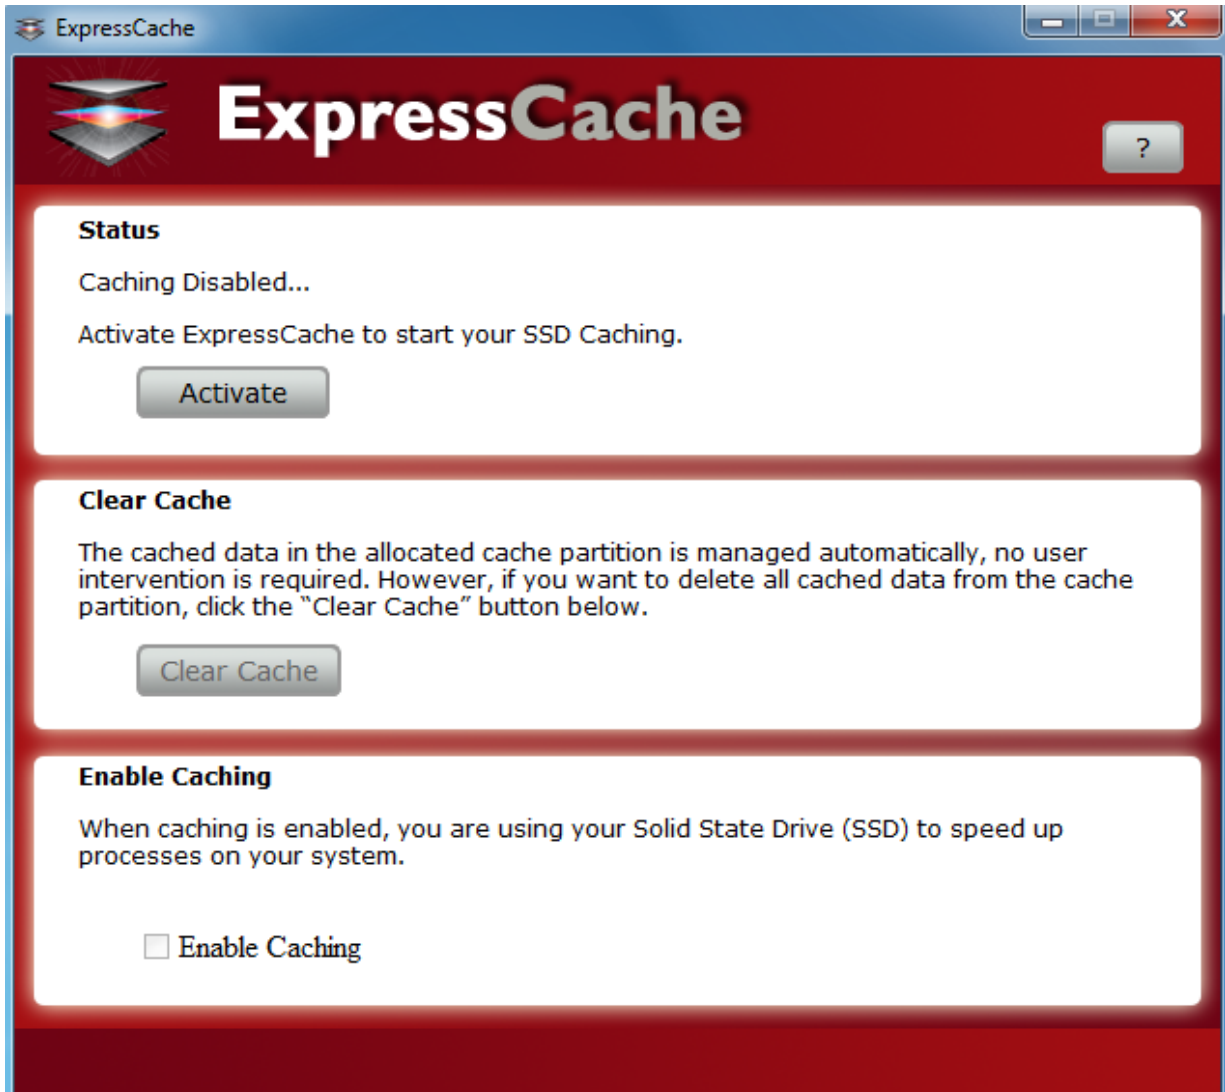 ExpressCache
ExpressCache
?
Status
Caching Disabled...
Activate ExpressCache to start your SSD Caching.
Activate
Clear Cache
The cached data in the allocated cache partition is managed automatically, no user
intervention is required. However, if you want to delete all cached data from the cache
partition, click the “Clear Cache” button below.
Clear Cache
Enable Caching
When caching is enabled, you are using your Solid State Drive (SSD) to speed up
processes on your system.
Enable Caching